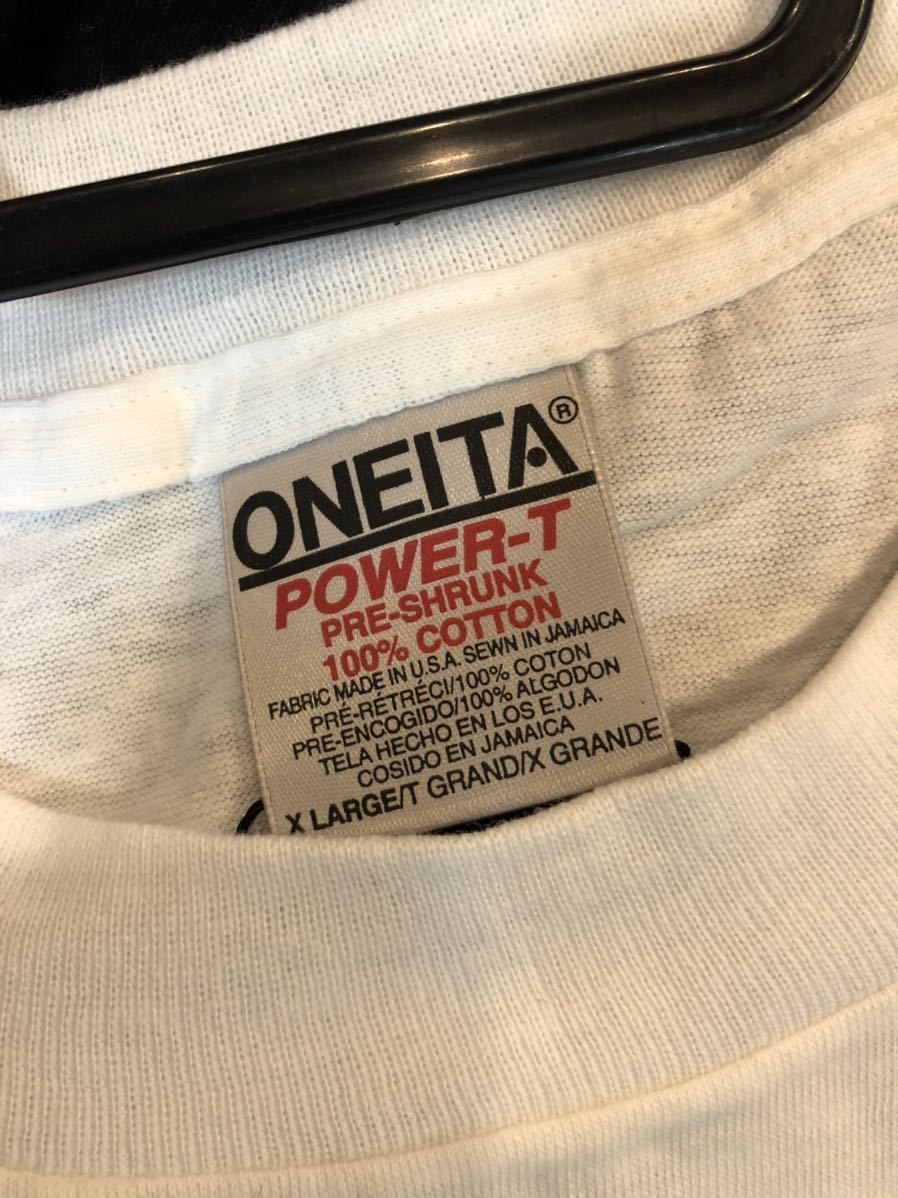 ONEITA®
POWER-T
PRE-SHRUNK
100% COTTON
FABRIC MADE IN U.S.A. SEWN IN JAMAICA
PRÉ-RÉTRÉCI/100% COTON
PRE-ENCOGIDO/100% ALGODON
TELA HECHO EN LOS E.U.A.
COSIDO EN JAMAICA
X LARGE/T GRAND/X GRANDE